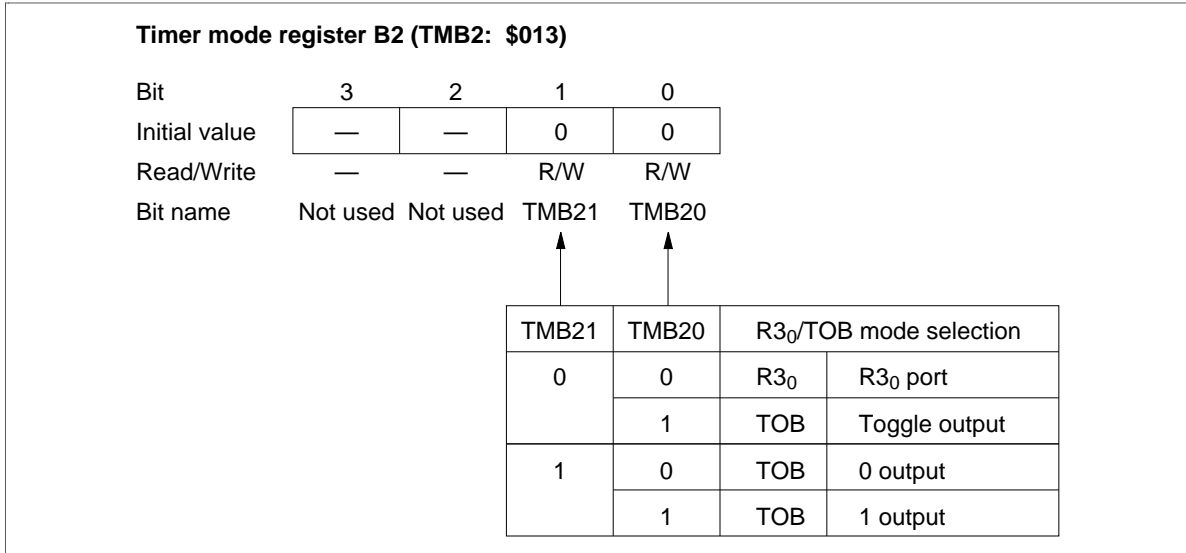 Timer mode register B2 (TMB2: $013)
Bit 3 2 1 0
Initial value — — 0 0
Read/Write — — R/W R/W
Bit name Not used Not used TMB21 TMB20
TMB21 TMB20 R3₀/TOB mode selection
0 0 R3₀ R3₀ port
1 TOB Toggle output
1 0 TOB 0 output
1 TOB 1 output